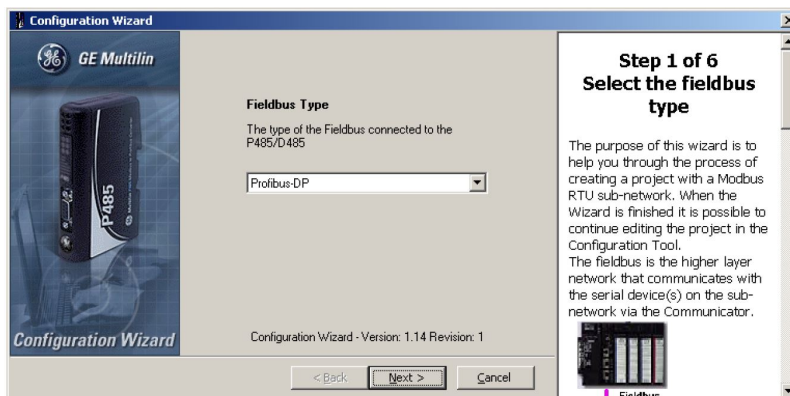 Configuration Wizard
GE Multilin
P485
Configuration Wizard
Fieldbus Type
The type of the Fieldbus connected to the
P485/D485
Profibus-DP
Configuration Wizard - Version: 1.14 Revision: 1
< Back
Next >
Cancel
Step 1 of 6
Select the fieldbus
type
The purpose of this wizard is to
help you through the process of
creating a project with a Modbus
RTU sub-network. When the
Wizard is finished it is possible to
continue editing the project in the
Configuration Tool.
The fieldbus is the higher layer
network that communicates with
the serial device(s) on the sub-
network via the Communicator.
Fieldbus